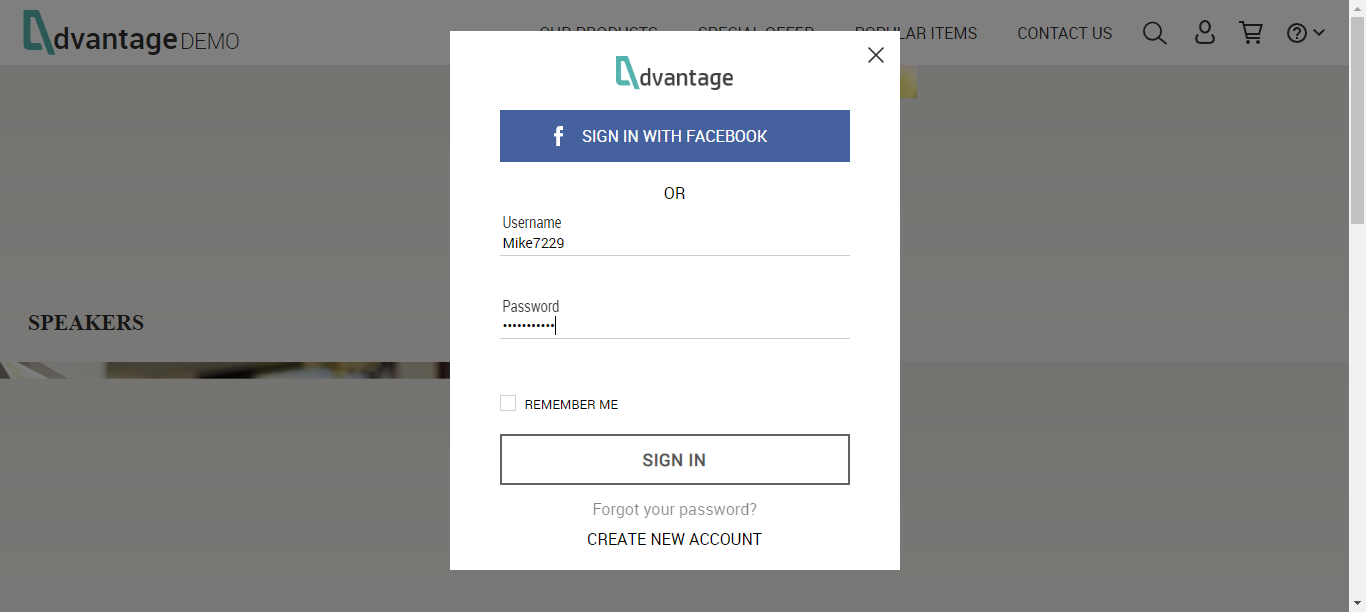 dvantage DEMO
OUR PRODUCTS SPECIAL OFFER POPULAR ITEMS CONTACT US
dvantage
f SIGN IN WITH FACEBOOK
OR
Username
Mike7229
Password
•••••••••••
SPEAKERS
REMEMBER ME
SIGN IN
Forgot your password?
CREATE NEW ACCOUNT